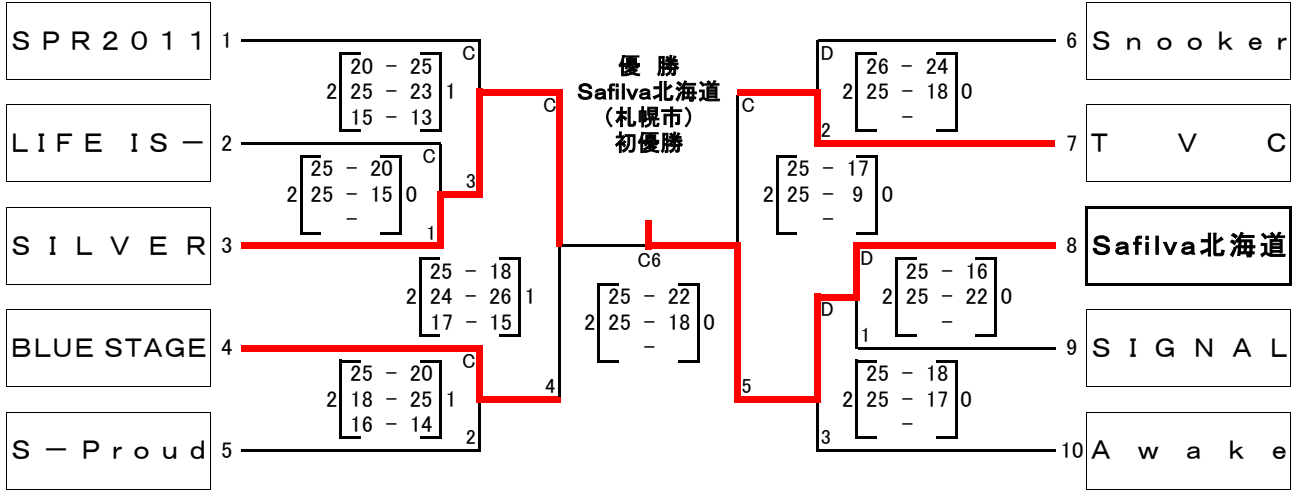 SPR2011 1
LIFE IS－ 2
SILVER 3
BLUE STAGE 4
S－Proud 5
C
2 20 － 25 1
25 － 23
15 － 13
C
2 25 － 20 0
25 － 15
－
1
3
C
2 25 － 18 1
24 － 26
17 － 15
C
2 25 － 20 1
18 － 25
16 － 14
2
4
優 勝
Safilva北海道
（札幌市）
初優勝
C6
2 25 － 22 0
25 － 18
－
D
2 26 － 24 0
25 － 18
－
2
C
2 25 － 17 0
25 － 9
－
D
2 25 － 16 0
25 － 22
－
1
D
2 25 － 18 0
25 － 17
－
3
5
6 Snooker
7 TVC
8 Safilva北海道
9 SIGNAL
10 Awake